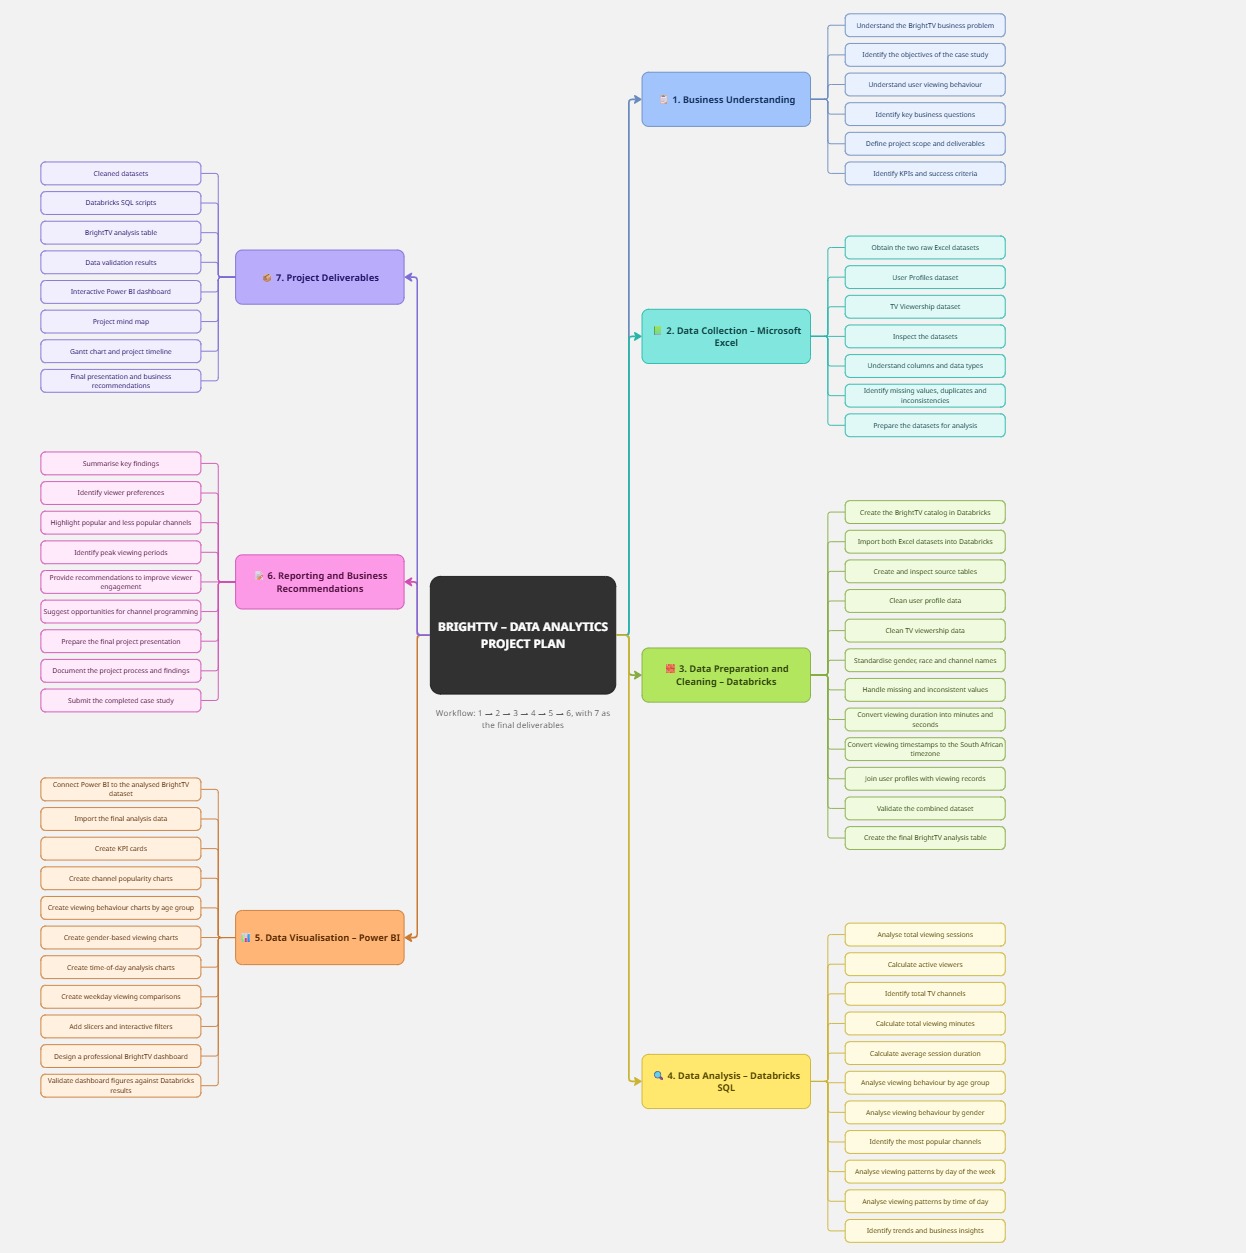 BRIGHTTV – DATA ANALYTICS
PROJECT PLAN
Workflow: 1 → 2 → 3 → 4 → 5 → 6, with 7 as
the final deliverables
1. Business Understanding
Understand the BrightTV business problem
Identify the objectives of the case study
Understand user viewing behaviour
Identify key business questions
Define project scope and deliverables
Identify KPIs and success criteria
2. Data Collection – Microsoft
Excel
Obtain the two raw Excel datasets
User Profiles dataset
TV Viewership dataset
Inspect the datasets
Understand columns and data types
Identify missing values, duplicates and
inconsistencies
Prepare the datasets for analysis
3. Data Preparation and
Cleaning – Databricks
Create the BrightTV catalog in Databricks
Import both Excel datasets into Databricks
Create and inspect source tables
Clean user profile data
Clean TV viewership data
Standardise gender, race and channel names
Handle missing and inconsistent values
Convert viewing duration into minutes and
seconds
Convert viewing timestamps to the South African
timezone
Join user profiles with viewing records
Validate the combined dataset
Create the final BrightTV analysis table
4. Data Analysis – Databricks
SQL
Analyse total viewing sessions
Calculate active viewers
Identify total TV channels
Calculate total viewing minutes
Calculate average session duration
Analyse viewing behaviour by age group
Analyse viewing behaviour by gender
Identify the most popular channels
Analyse viewing patterns by day of the week
Analyse viewing patterns by time of day
Identify trends and business insights
5. Data Visualisation – Power BI
Connect Power BI to the analysed BrightTV
dataset
Import the final analysis data
Create KPI cards
Create channel popularity charts
Create viewing behaviour charts by age group
Create gender-based viewing charts
Create time-of-day analysis charts
Create weekday viewing comparisons
Add slicers and interactive filters
Design a professional BrightTV dashboard
Validate dashboard figures against Databricks
results
6. Reporting and Business
Recommendations
Summarise key findings
Identify viewer preferences
Highlight popular and less popular channels
Identify peak viewing periods
Provide recommendations to improve viewer
engagement
Suggest opportunities for channel programming
Prepare the final project presentation
Document the project process and findings
Submit the completed case study
7. Project Deliverables
Cleaned datasets
Databricks SQL scripts
BrightTV analysis table
Data validation results
Interactive Power BI dashboard
Project mind map
Gantt chart and project timeline
Final presentation and business
recommendations